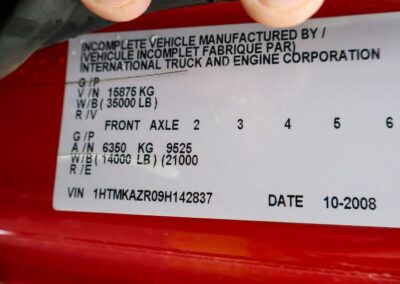 INCOMPLETE VEHICLE MANUFACTURED BY /
(VEHICULE INCOMPLET FABRIQUE PAR)
INTERNATIONAL TRUCK AND ENGINE CORPORATION
G / P
V / N 15875 KG
W/B ( 35000 LB )
R / V
FRONT AXLE 2 3 4 5 6
G / P
A / N 6350 KG 9525
W/B ( 14000 LB ) (21000
R / E
VIN 1HTMKAZR09H142837 DATE 10-2008